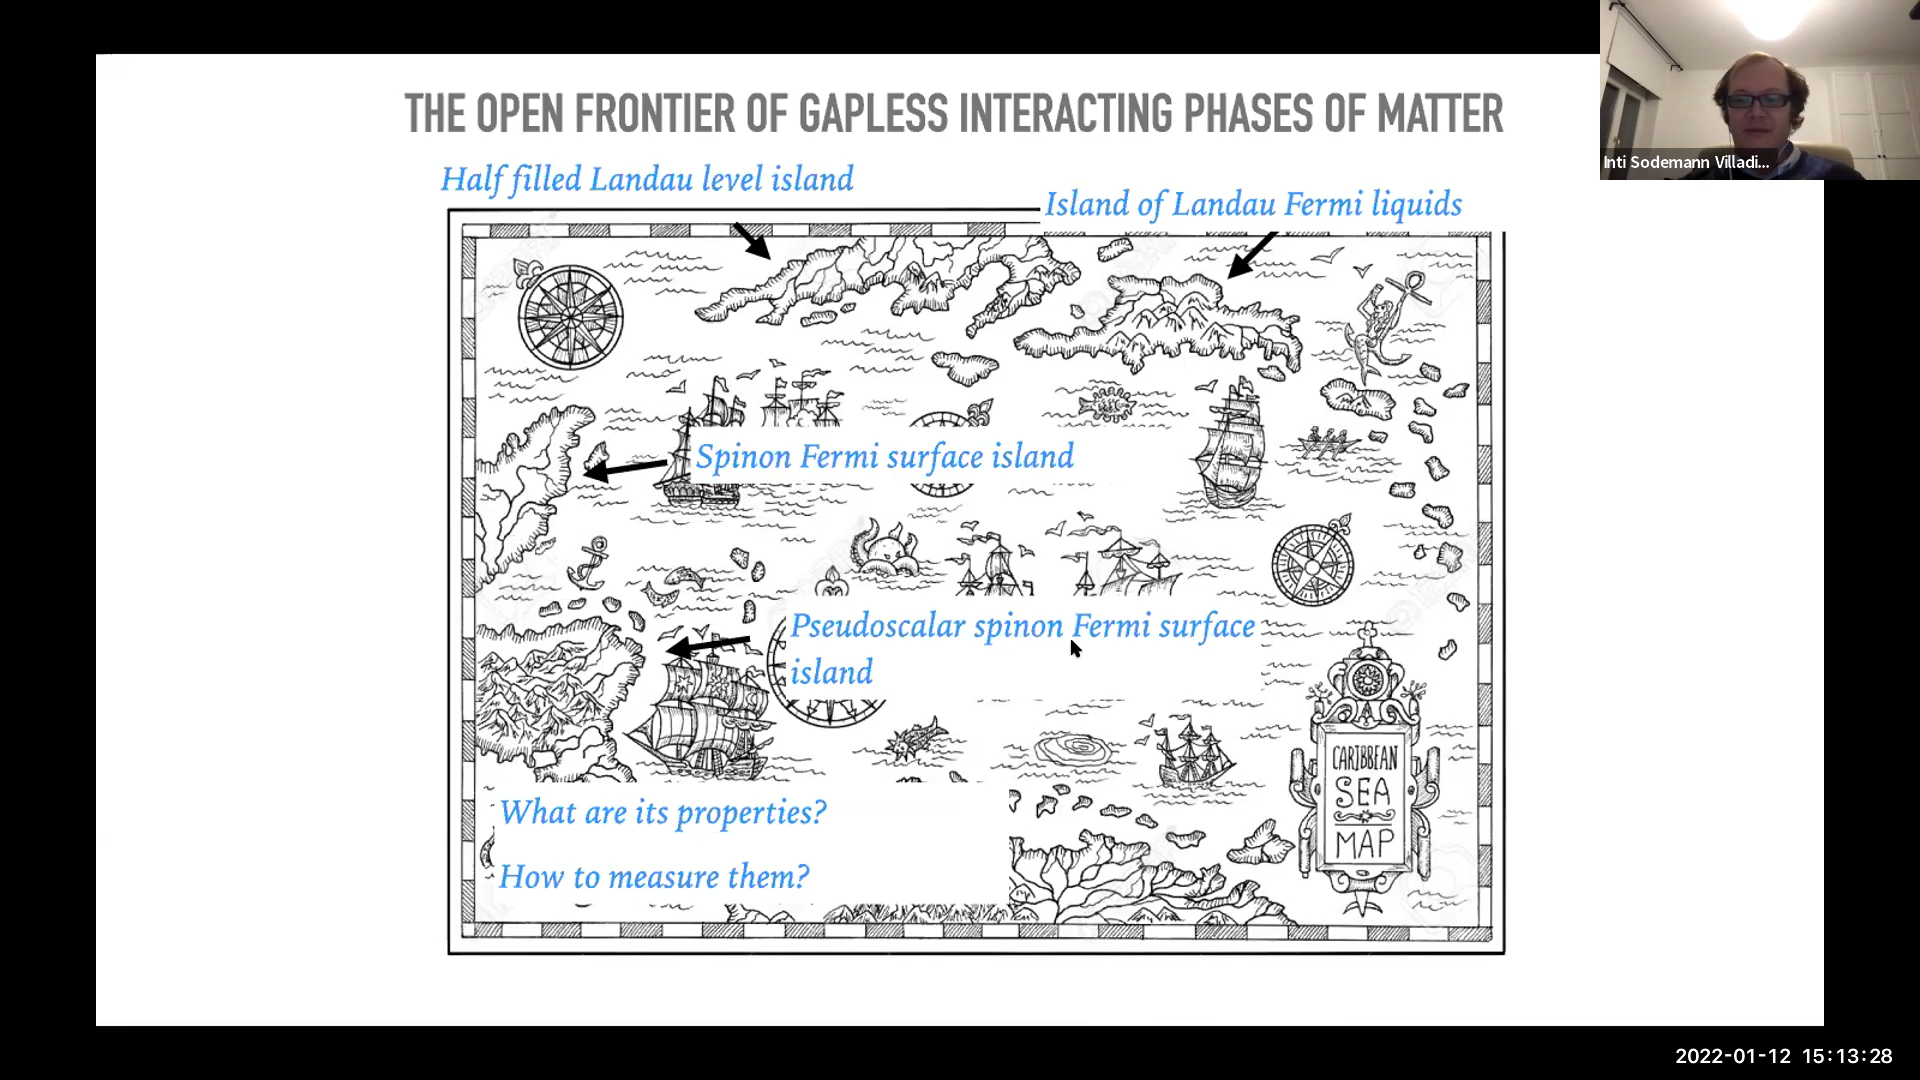 THE OPEN FRONTIER OF GAPLESS INTERACTING PHASES OF MATTER
Inti Sodemann Villadi...
Half filled Landau level island
Island of Landau Fermi liquids
Spinon Fermi surface island
Pseudoscalar spinon Fermi surface
island
What are its properties?
How to measure them?
CARIBBEAN
SEA
MAP
2022-01-12 15:13:28